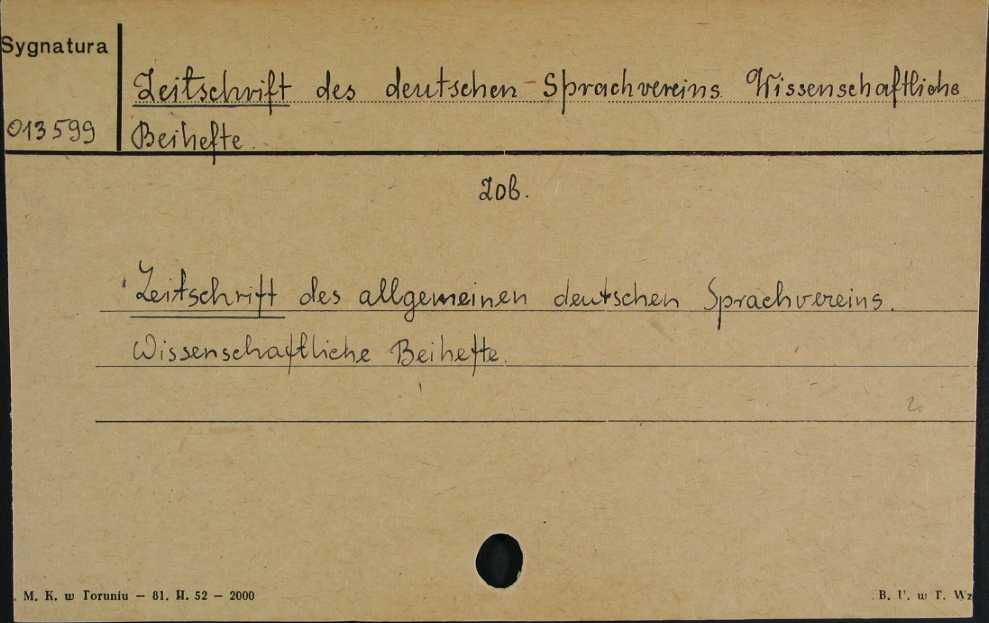 Sygnatura
Zeitschrift des deutschen Sprachvereins Wissenschaftliche
013599
Beihefte.
Zob.
Zeitschrift des allgemeinen deutschen Sprachvereins.
Wissenschaftliche Beihefte.
2.
M. K. w Toruniu — 81. II. 52 — 2000
B. U. w T. Wz